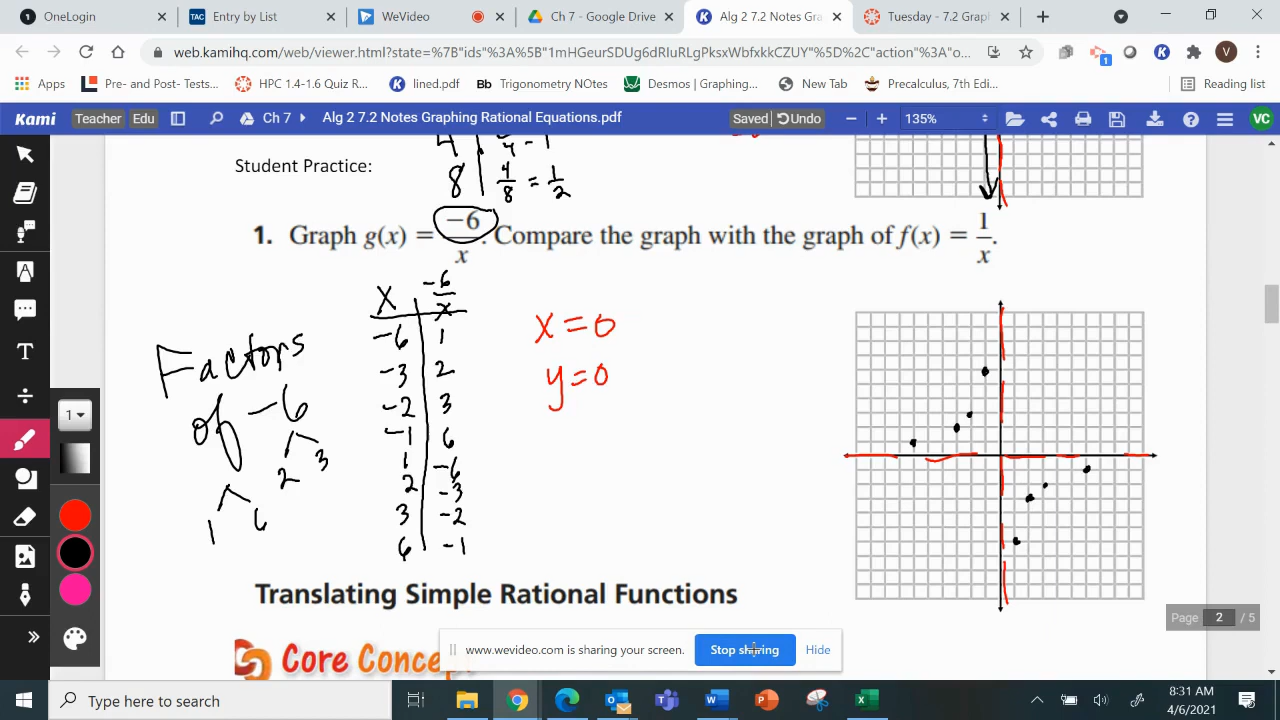 OneLogin
Entry by List
WeVideo
Ch 7 - Google Drive
Alg 2 7.2 Notes Gra
Tuesday - 7.2 Grap
web.kamihq.com/web/viewer.html?state=%7B"ids"%3A%5B"1mHGeurSDUg6dRIuRLgPksxWbfxkkCZUY"%5D%2C"action"%3A"o...
V
1
Apps
Pre- and Post- Tests...
HPC 1.4-1.6 Quiz R...
lined.pdf
Bb Trigonometry NOtes
Desmos | Graphing...
New Tab
Precalculus, 7th Edi...
Reading list
Kami
Teacher
Edu
Ch 7
Alg 2 7.2 Notes Graphing Rational Equations.pdf
Saved
Undo
135%
VC
Student Practice:
8 | 4/8 = 1/2
1. Graph g(x) = -6/x. Compare the graph with the graph of f(x) = 1/x.
x | -6/x
-6 | 1
-3 | 2
-2 | 3
-1 | 6
1 | -6
2 | -3
3 | -2
6 | -1
Factors
of -6
2 3
1 6
x = 0
y = 0
Translating Simple Rational Functions
Core Concept
www.wevideo.com is sharing your screen.
Stop sharing
Hide
Page 2 / 5
1
T
Type here to search
8:31 AM
4/6/2021